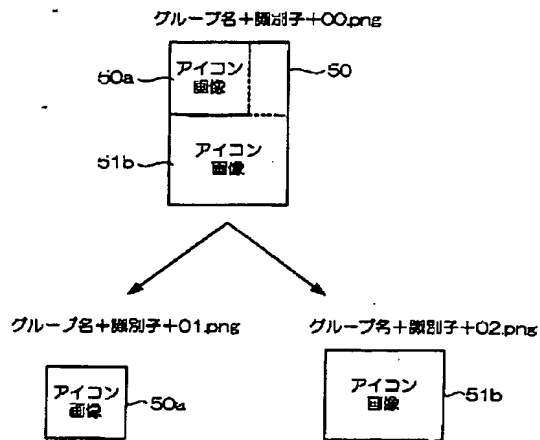 グループ名+識別子+00.png
アイコン
画像
50a
50
アイコン
画像
51b
グループ名+識別子+01.png
グループ名+識別子+02.png
アイコン
画像
50a
アイコン
画像
51b